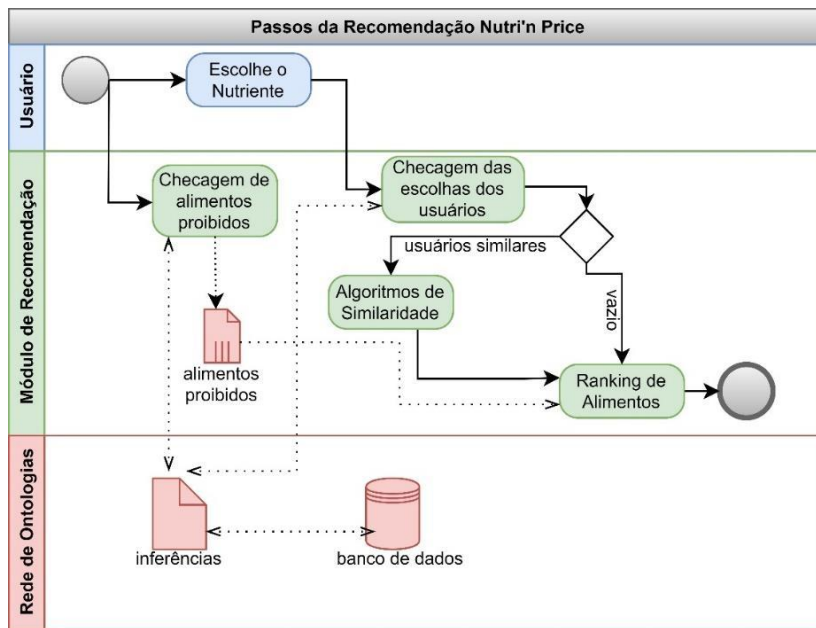 Passos da Recomendação Nutri'n Price
Usuário
Escolhe o
Nutriente
Módulo de Recomendação
Checagem de
alimentos
proibidos
Checagem das
escolhas dos
usuários
usuários similares
Algoritmos de
Similaridade
vazio
alimentos
proibidos
Ranking de
Alimentos
Rede de Ontologias
inferências
banco de dados